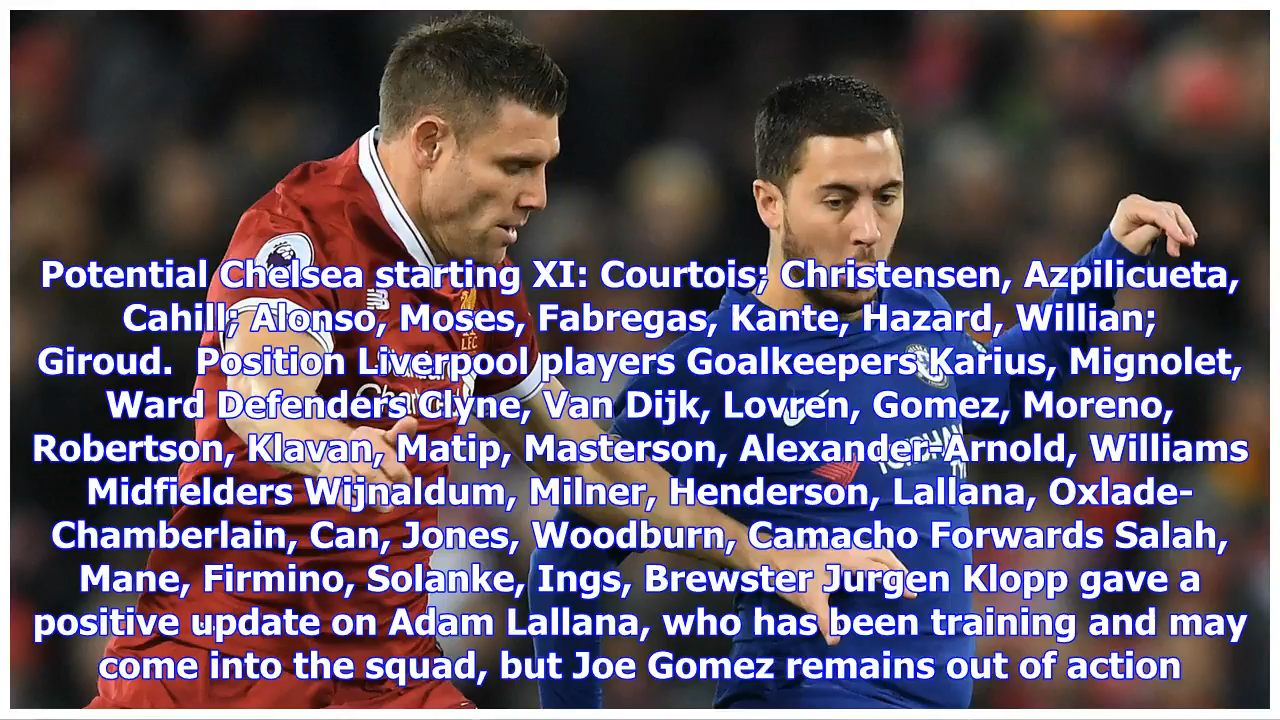 Potential Chelsea starting XI: Courtois; Christensen, Azpilicueta,
Cahill; Alonso, Moses, Fabregas, Kante, Hazard, Willian;
Giroud.  Position Liverpool players Goalkeepers Karius, Mignolet,
Ward Defenders Clyne, Van Dijk, Lovren, Gomez, Moreno,
Robertson, Klavan, Matip, Masterson, Alexander-Arnold, Williams
Midfielders Wijnaldum, Milner, Henderson, Lallana, Oxlade-
Chamberlain, Can, Jones, Woodburn, Camacho Forwards Salah,
Mane, Firmino, Solanke, Ings, Brewster Jurgen Klopp gave a
positive update on Adam Lallana, who has been training and may
come into the squad, but Joe Gomez remains out of action